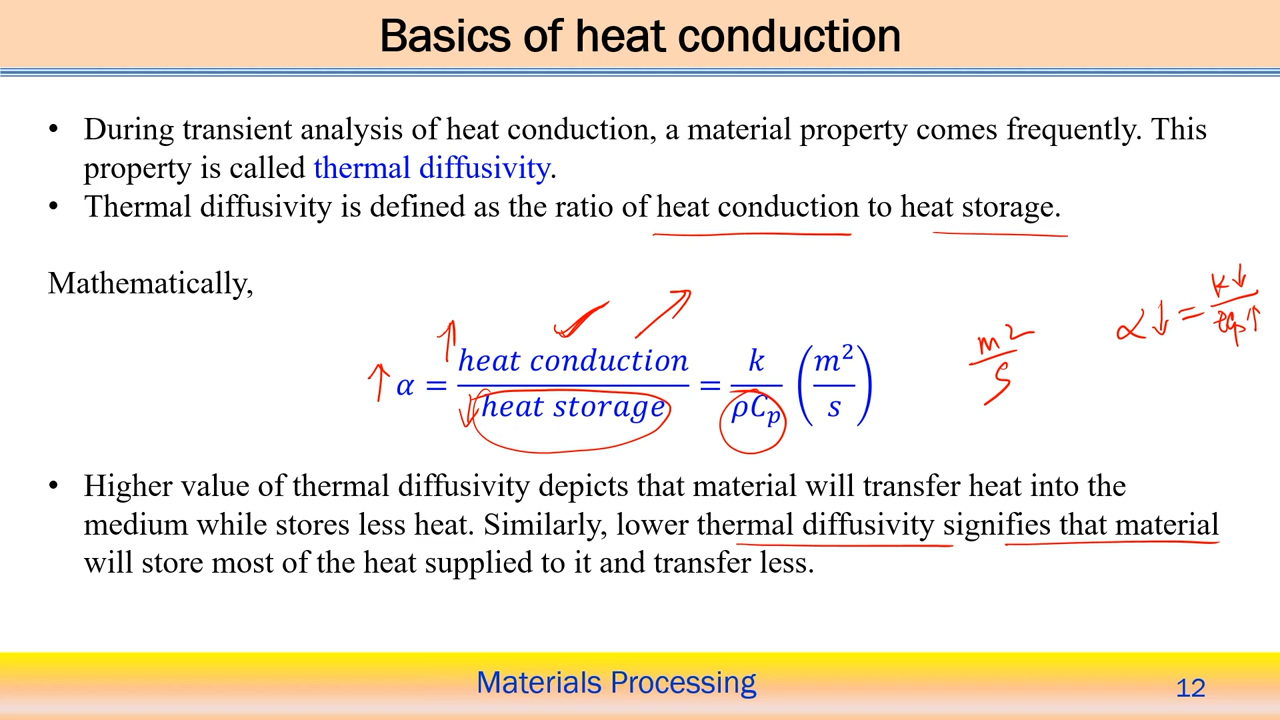 Basics of heat conduction
• During transient analysis of heat conduction, a material property comes frequently. This
property is called thermal diffusivity.
• Thermal diffusivity is defined as the ratio of heat conduction to heat storage.
Mathematically,
↑ α = ↑ heat conduction / ↓ heat storage = k / ρCp (m²/s)
m²/s
α↓ = k↓ / ρCp↑
• Higher value of thermal diffusivity depicts that material will transfer heat into the
medium while stores less heat. Similarly, lower thermal diffusivity signifies that material
will store most of the heat supplied to it and transfer less.
Materials Processing
12